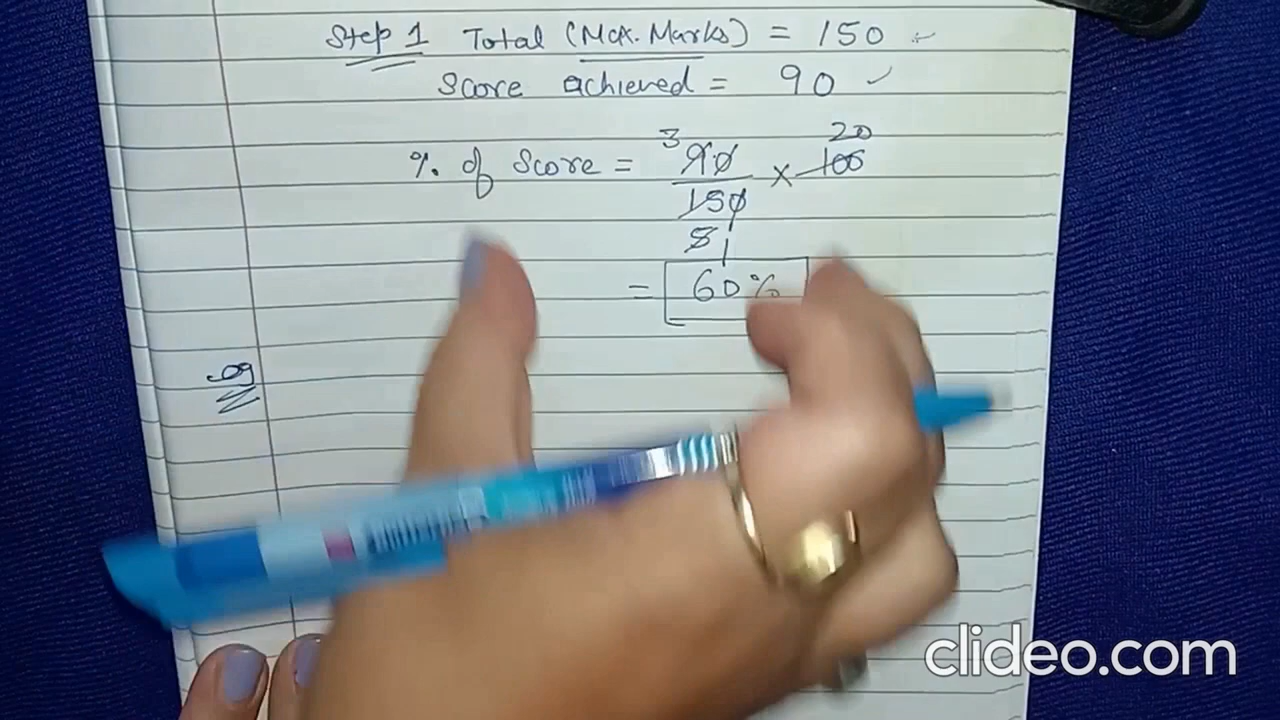 Step 1 Total (Max. Marks) = 150
Score achieved = 90 ✓
3 20
% of Score = 90/150 × 100
5 1
= 60%
clideo.com